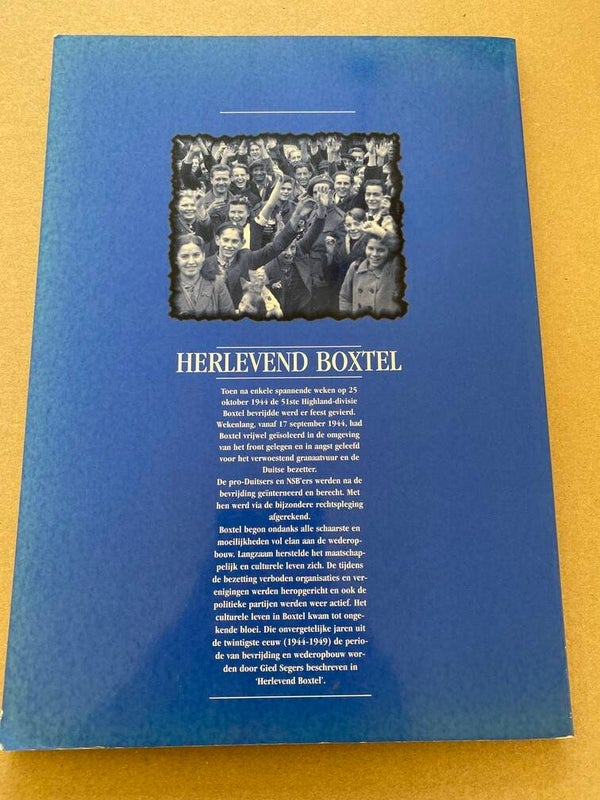 HERLEVEND BOXTEL
Toen na enkele spannende weken op 25
oktober 1944 de 51ste Highland-divisie
Boxtel bevrijdde werd er feest gevierd.
Wekenlang, vanaf 17 september 1944, had
Boxtel vrijwel geïsoleerd in de omgeving
van het front gelegen en in angst geleefd
voor het verwoestend granaatvuur en de
Duitse bezetter.
De pro-Duitsers en NSB'ers werden na de
bevrijding geïnterneerd en berecht. Met
hen werd via de bijzondere rechtspleging
afgerekend.
Boxtel begon ondanks alle schaarste en
moeilijkheden vol elan aan de wederop-
bouw. Langzaam herstelde het maatschap-
pelijk en culturele leven zich. De tijdens
de bezetting verboden organisaties en ver-
enigingen werden heropgericht en ook de
politieke partijen werden weer actief. Het
culturele leven in Boxtel kwam tot onge-
kende bloei. Die onvergetelijke jaren uit
de twintigste eeuw (1944-1949) de perio-
de van bevrijding en wederopbouw wor-
den door Gied Segers beschreven in
'Herlevend Boxtel'.